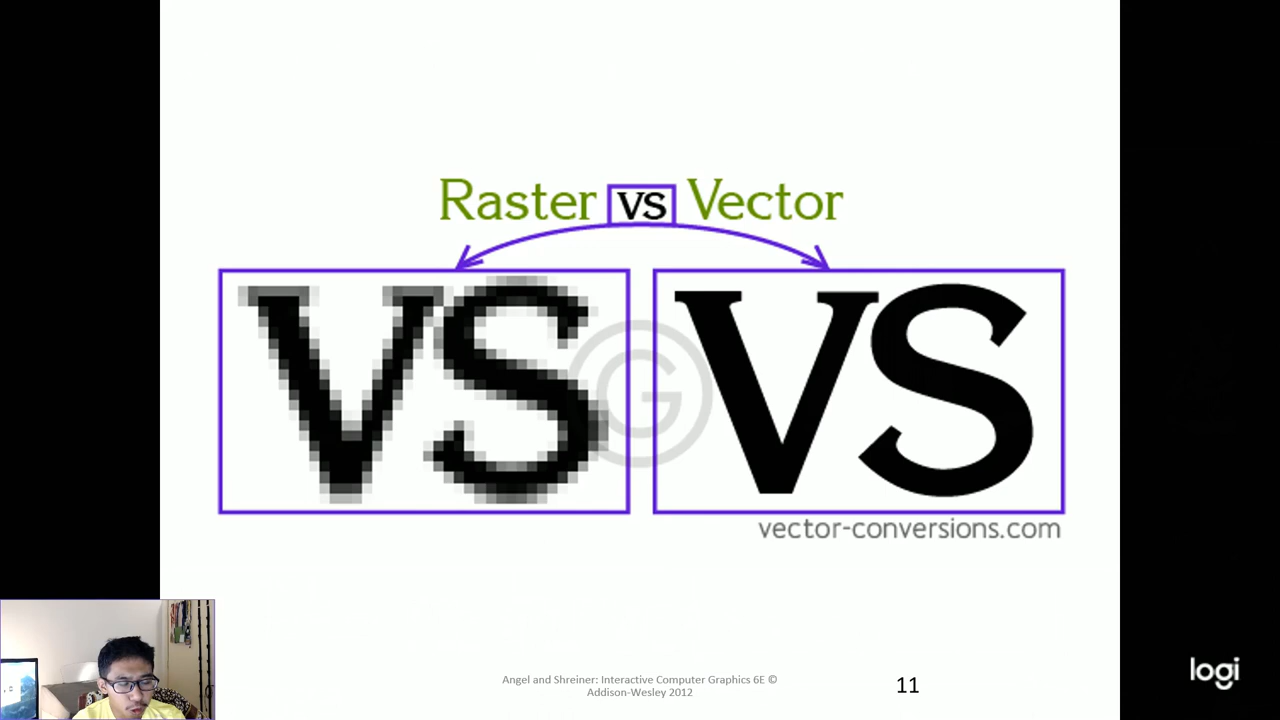 Raster vs Vector
VS
VS
G
vector-conversions.com
Angel and Shreiner: Interactive Computer Graphics 6E ©
Addison-Wesley 2012
11
logi